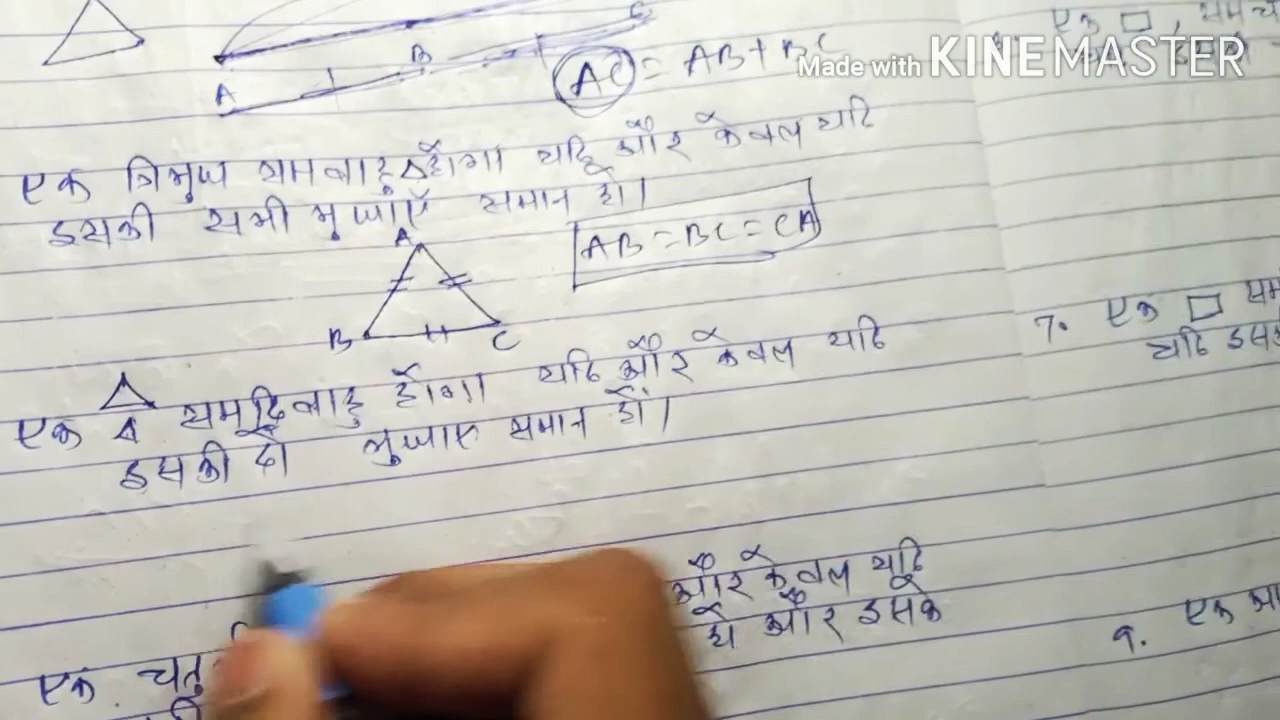 A B C
AC = AB + BC
Made with KINEMASTER
एक त्रिभुज समबाहु Δ होगा यदि और केवल यदि
इसकी सभी भुजाएँ समान हो।
AB = BC = CA
A
B C
7. एक □
यदि इसक
एक Δ समद्विबाहु होगा यदि और केवल यदि
इसकी दो भुजाए समान हों।
और केवल यदि
हो और इसके
एक चतु
9. एक